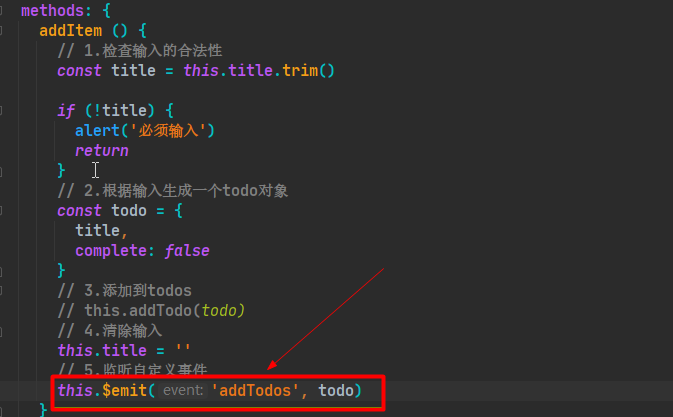 methods: {
addItem () {
// 1.检查输入的合法性
const title = this.title.trim()
if (!title) {
alert('必须输入')
return
}
// 2.根据输入生成一个todo对象
const todo = {
title,
complete: false
}
// 3.添加到todos
// this.addTodo(todo)
// 4.清除输入
this.title = ''
// 5.监听自定义事件
this.$emit( event: 'addTodos', todo)
}